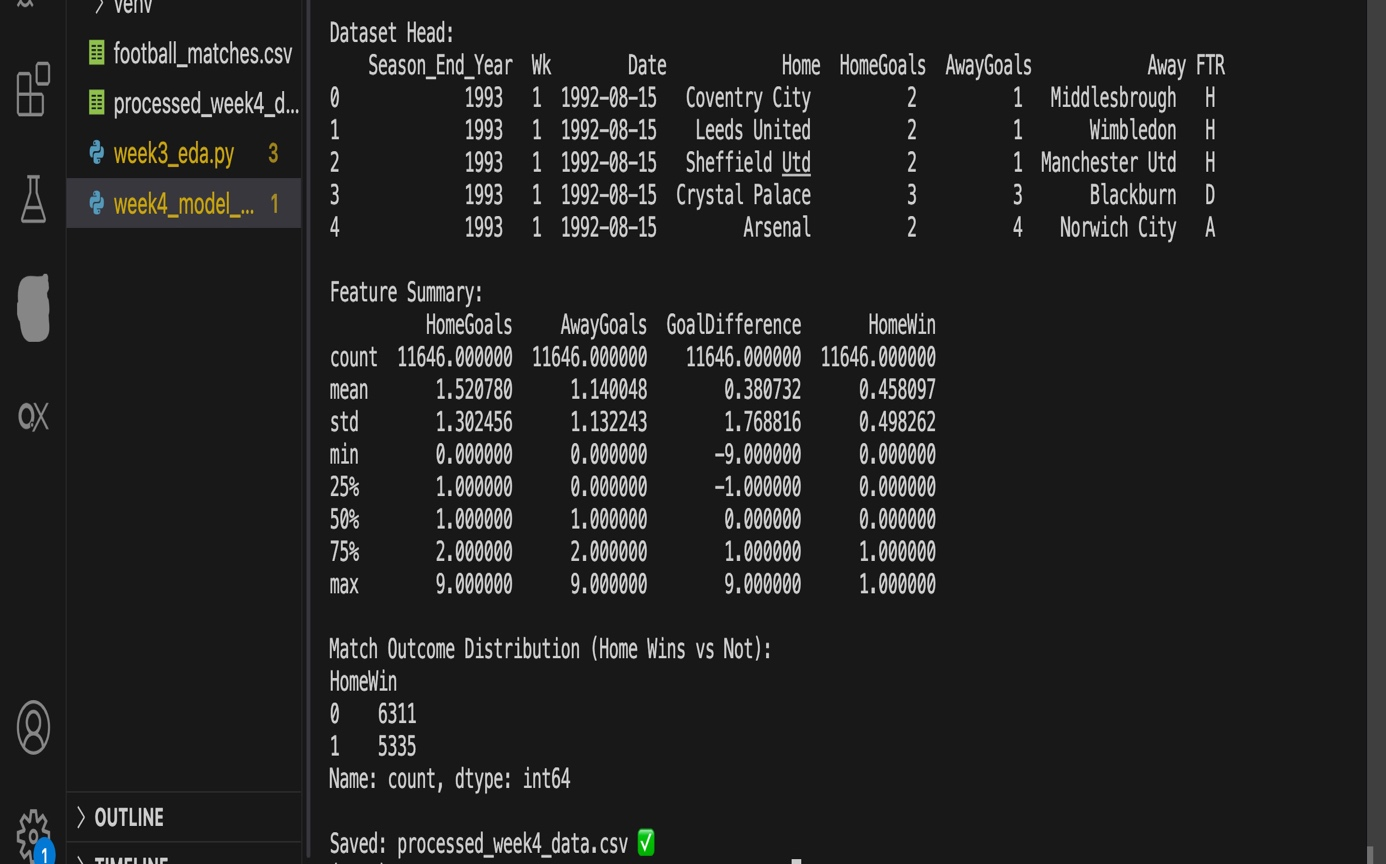 venv
football_matches.csv
processed_week4_d...
week3_eda.py 3
week4_model_... 1
OUTLINE
TIMELINE
1
Dataset Head:
Season_End_Year Wk Date Home HomeGoals AwayGoals Away FTR
0 1993 1 1992-08-15 Coventry City 2 1 Middlesbrough H
1 1993 1 1992-08-15 Leeds United 2 1 Wimbledon H
2 1993 1 1992-08-15 Sheffield Utd 2 1 Manchester Utd H
3 1993 1 1992-08-15 Crystal Palace 3 3 Blackburn D
4 1993 1 1992-08-15 Arsenal 2 4 Norwich City A
Feature Summary:
HomeGoals AwayGoals GoalDifference HomeWin
count 11646.000000 11646.000000 11646.000000 11646.000000
mean 1.520780 1.140048 0.380732 0.458097
std 1.302456 1.132243 1.768816 0.498262
min 0.000000 0.000000 -9.000000 0.000000
25% 1.000000 0.000000 -1.000000 0.000000
50% 1.000000 1.000000 0.000000 0.000000
75% 2.000000 2.000000 1.000000 1.000000
max 9.000000 9.000000 9.000000 1.000000
Match Outcome Distribution (Home Wins vs Not):
HomeWin
0 6311
1 5335
Name: count, dtype: int64
Saved: processed_week4_data.csv ✅